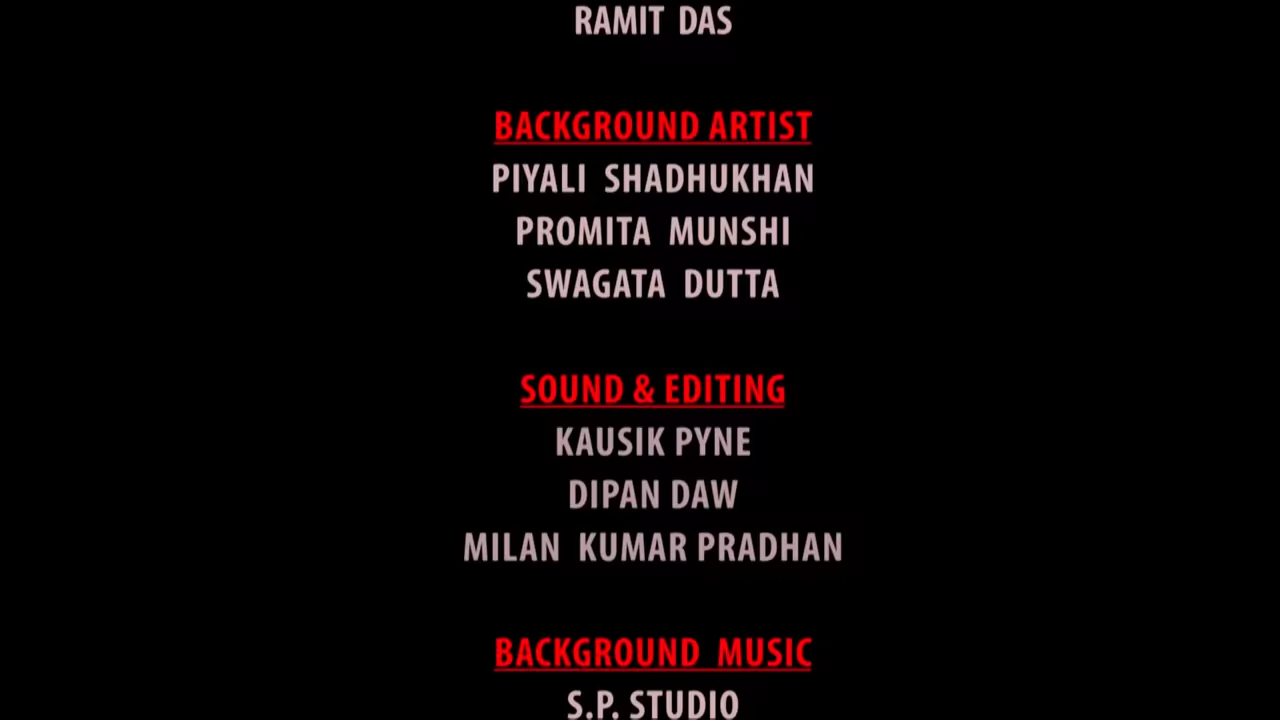 RAMIT DAS
BACKGROUND ARTIST
PIYALI SHADHUKHAN
PROMITA MUNSHI
SWAGATA DUTTA
SOUND & EDITING
KAUSIK PYNE
DIPAN DAW
MILAN KUMAR PRADHAN
BACKGROUND MUSIC
S.P. STUDIO